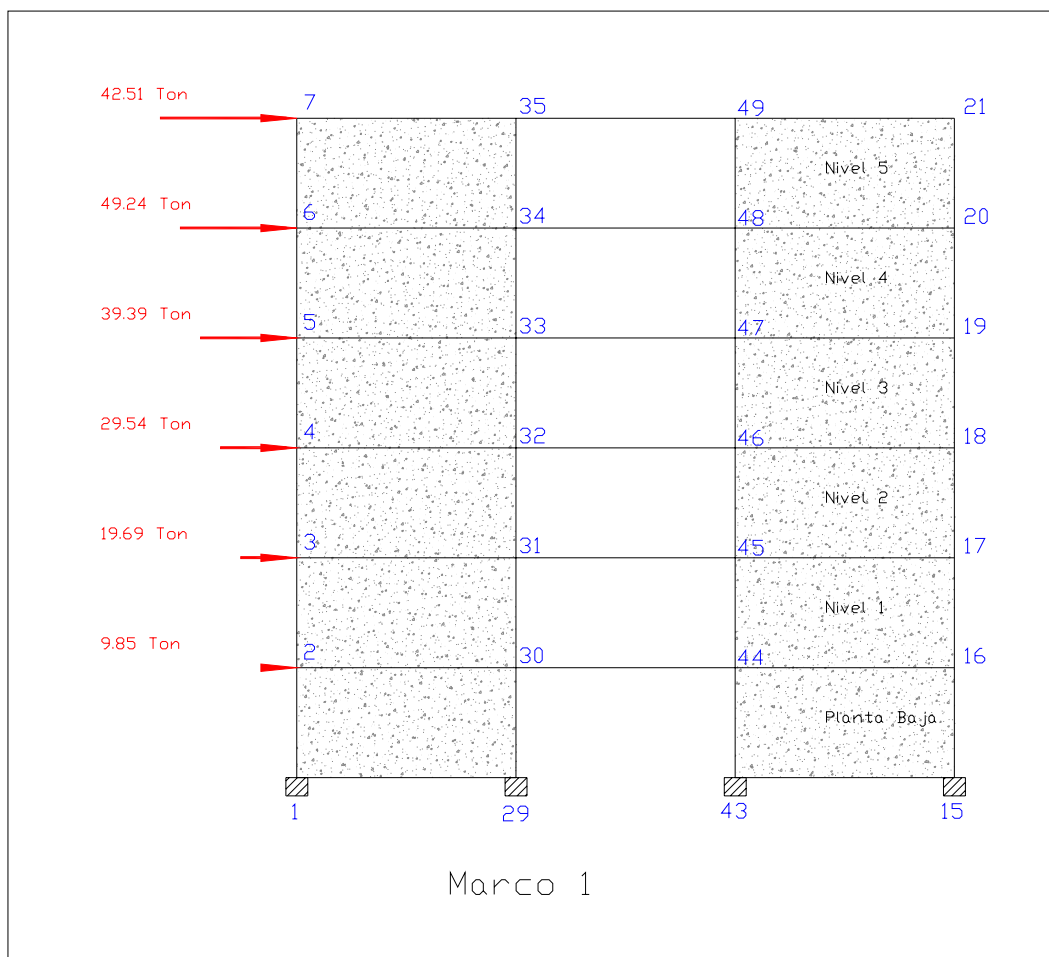 42.51 Ton
7 35 49 21
Nivel 5
49.24 Ton
6 34 48 20
Nivel 4
39.39 Ton
5 33 47 19
Nivel 3
29.54 Ton
4 32 46 18
Nivel 2
19.69 Ton
3 31 45 17
Nivel 1
9.85 Ton
2 30 44 16
Planta Baja
1 29 43 15
Marco 1